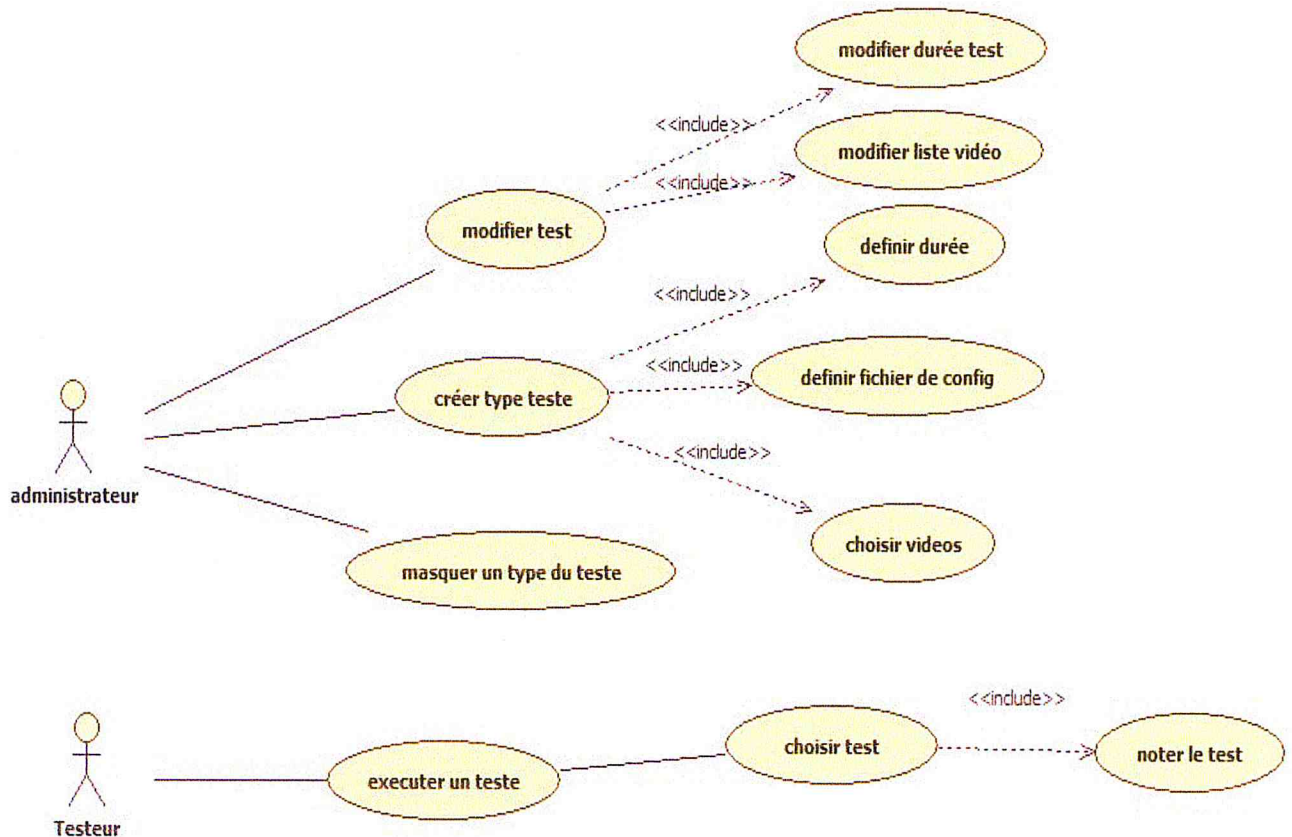 modifier durée test
<<include>>
modifier liste vidéo
<<include>>
modifier test
definir durée
<<include>>
<<include>>
definir fichier de config
créer type teste
<<include>>
administrateur
choisir videos
masquer un type du teste
<<include>>
choisir test
noter le test
executer un teste
Testeur